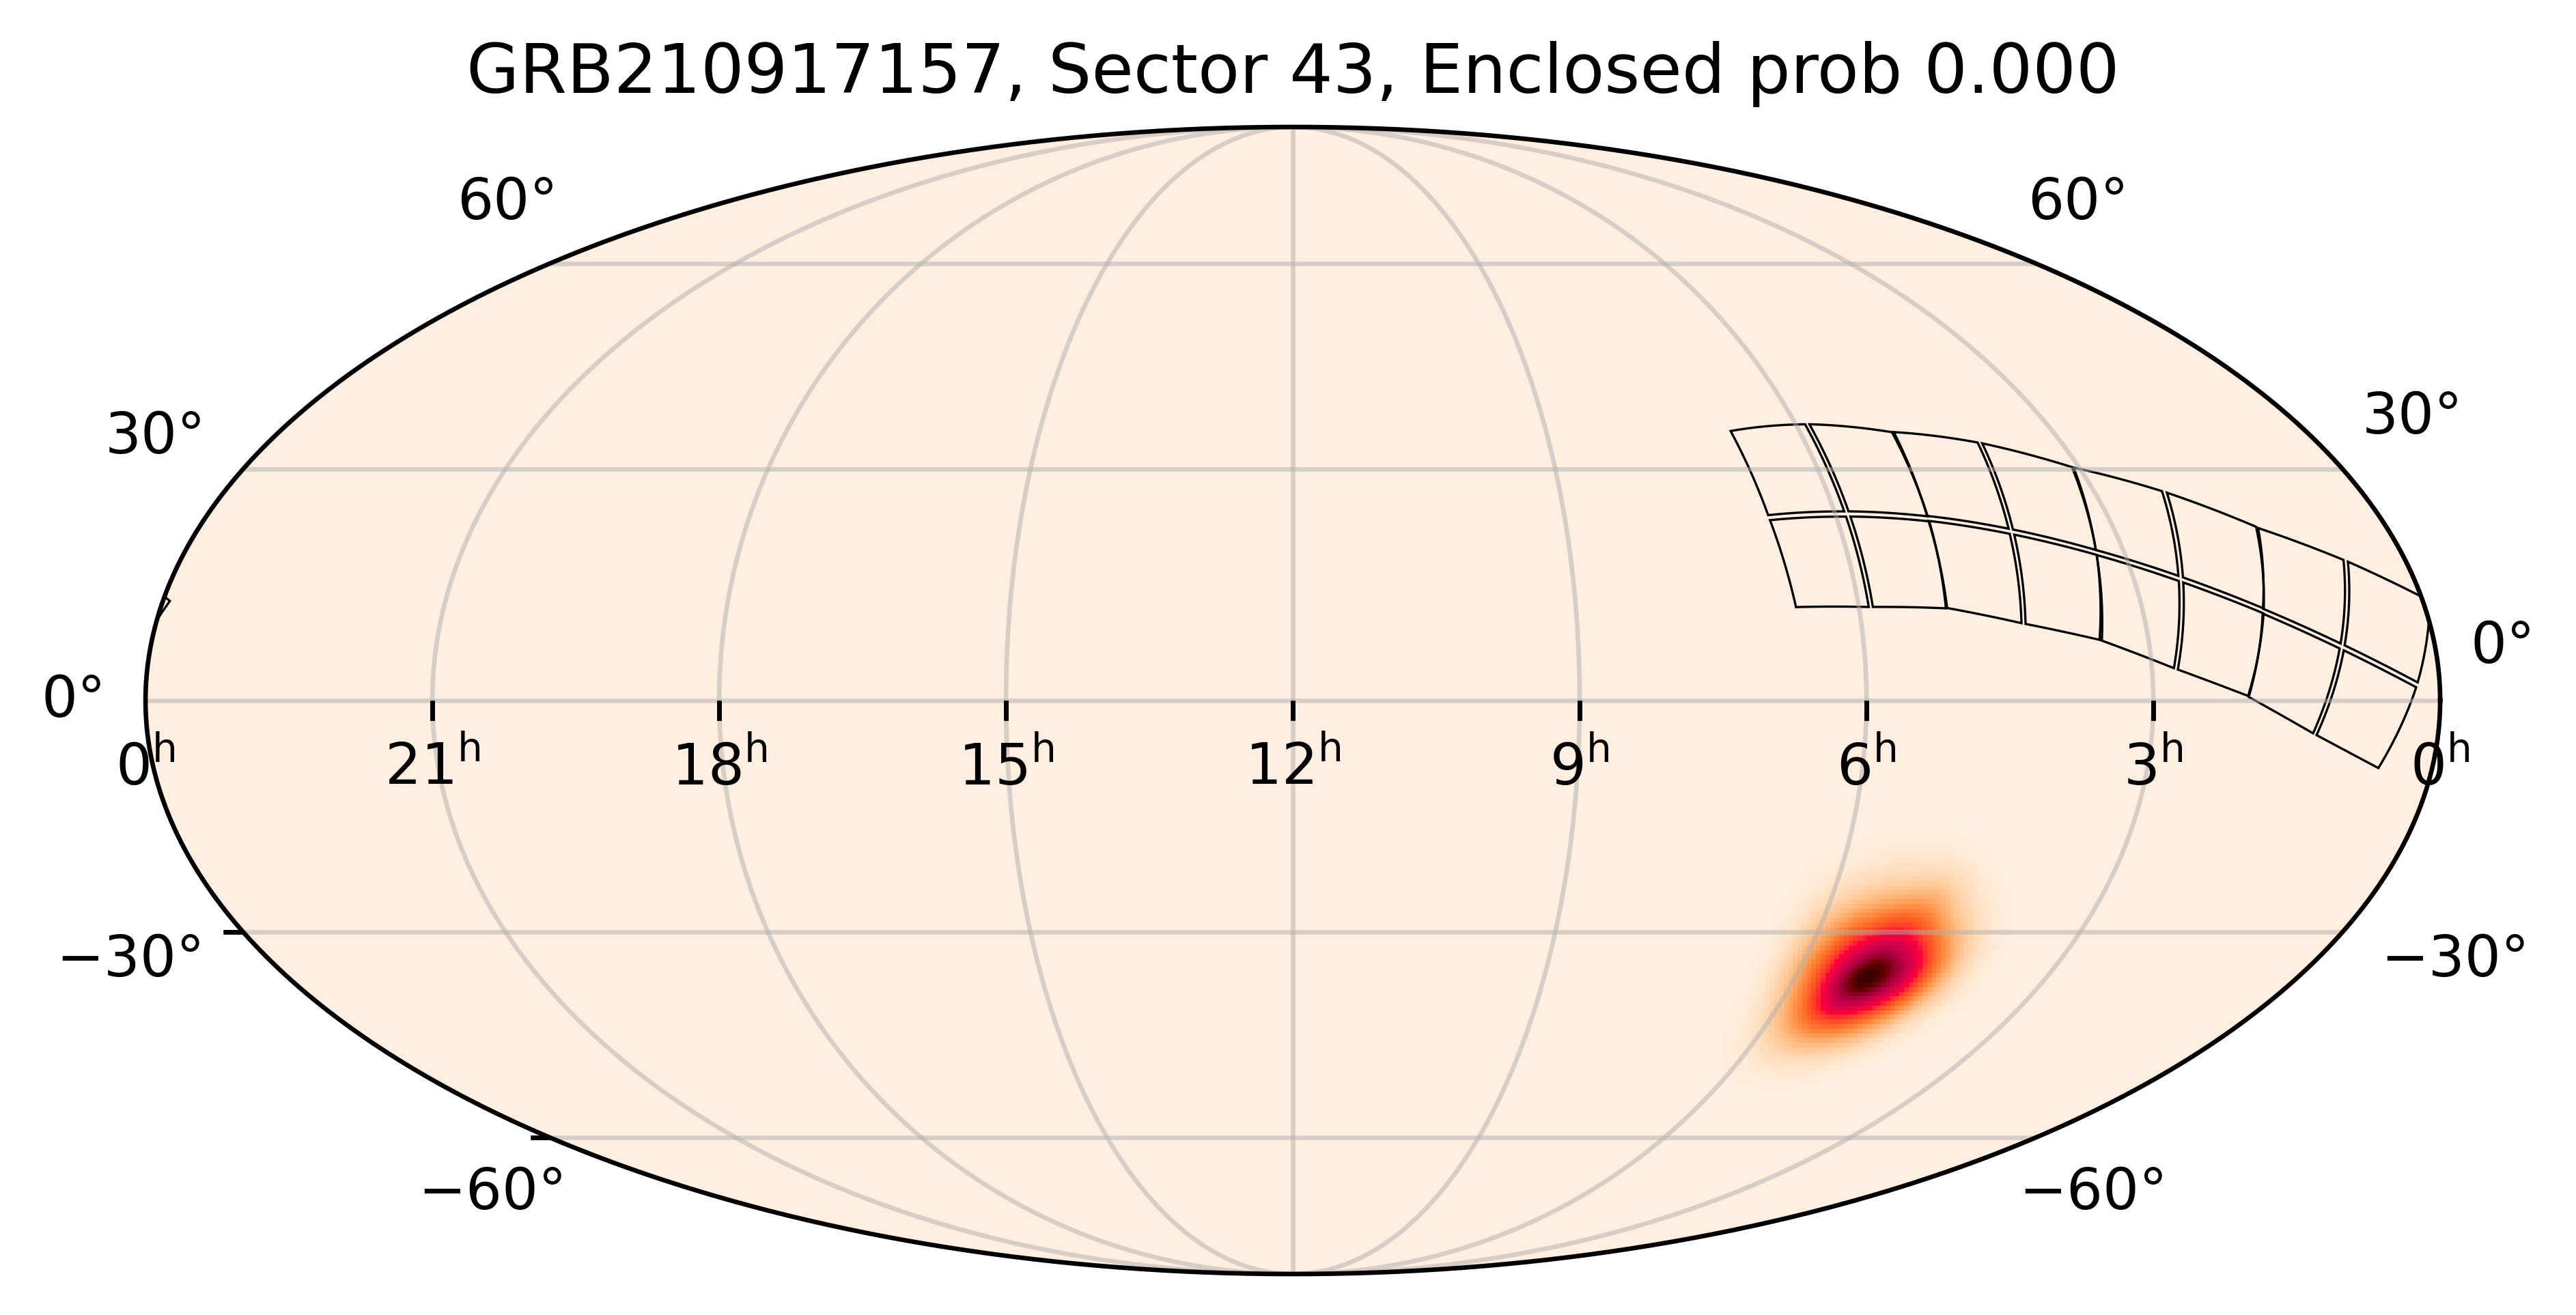 GRB210917157, Sector 43, Enclosed prob 0.000
60° 60°
30° 30°
0° 0°
0ʰ 21ʰ 18ʰ 15ʰ 12ʰ 9ʰ 6ʰ 3ʰ 0ʰ
−30° −30°
−60° −60°